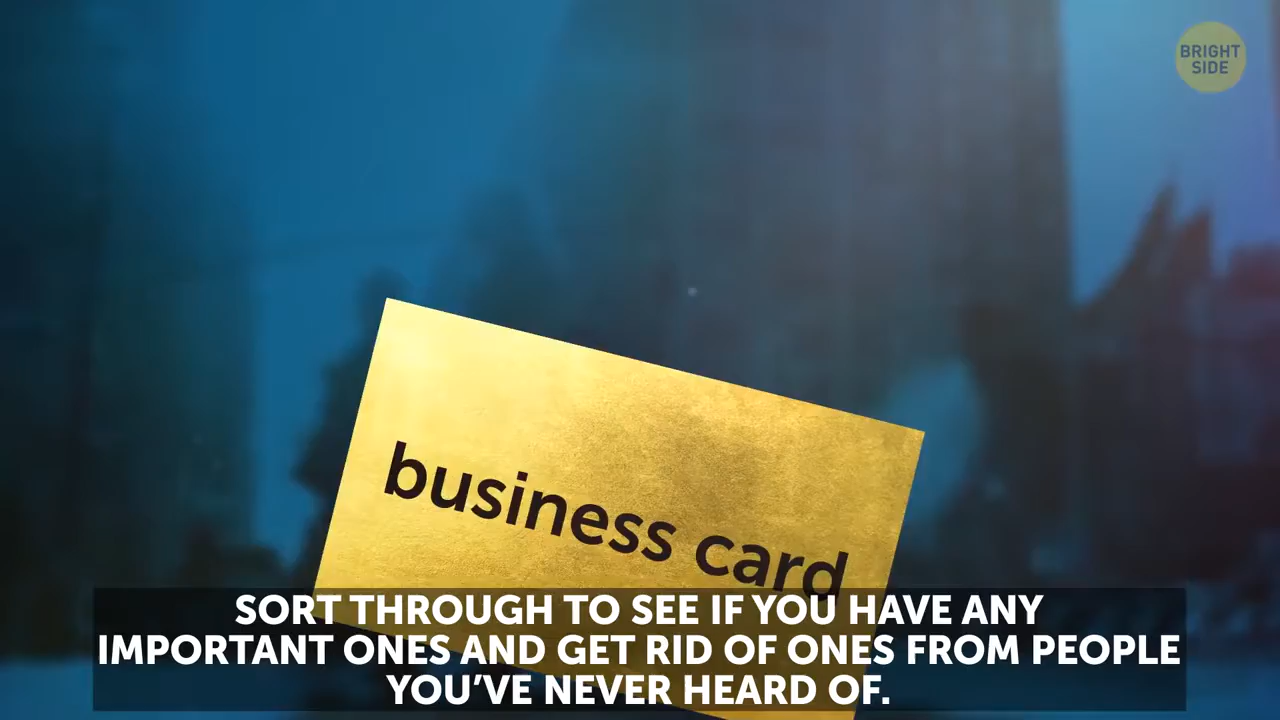 BRIGHT
SIDE
business card
SORT THROUGH TO SEE IF YOU HAVE ANY
IMPORTANT ONES AND GET RID OF ONES FROM PEOPLE
YOU'VE NEVER HEARD OF.